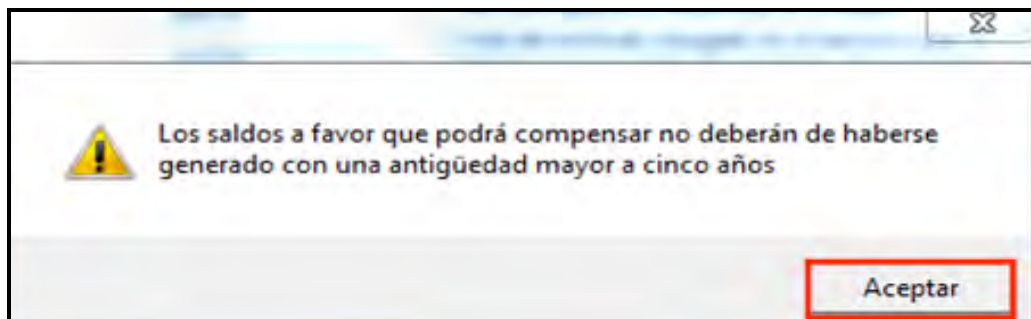 Los saldos a favor que podrá compensar no deberán de haberse
generado con una antigüedad mayor a cinco años
Aceptar